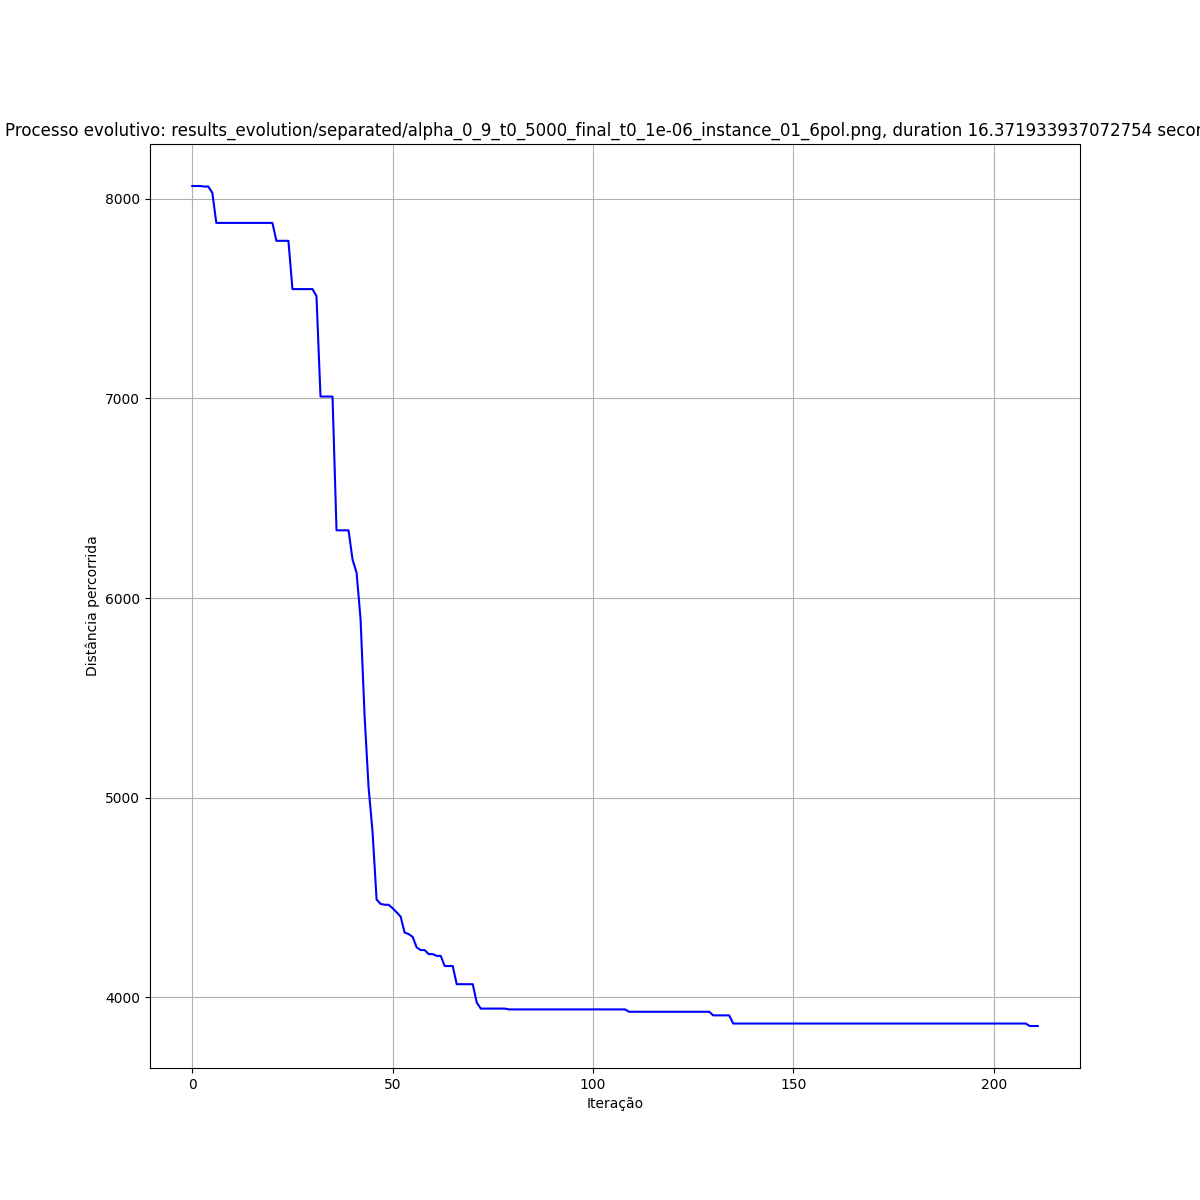 Processo evolutivo: results_evolution/separated/alpha_0_9_t0_5000_final_t0_1e-06_instance_01_6pol.png, duration 16.371933937072754 secon
8000
7000
6000
5000
4000
Distância percorrida
0 50 100 150 200
Iteração